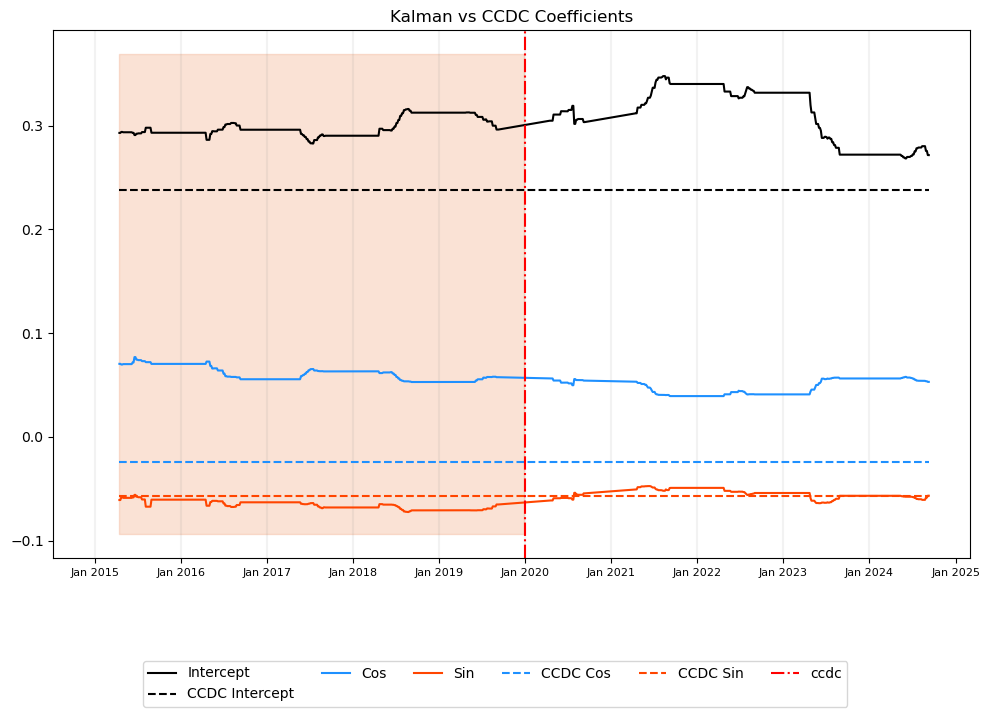 Kalman vs CCDC Coefficients
0.3
0.2
0.1
0.0
−0.1
Jan 2015 Jan 2016 Jan 2017 Jan 2018 Jan 2019 Jan 2020 Jan 2021 Jan 2022 Jan 2023 Jan 2024 Jan 2025
Intercept Cos Sin CCDC Cos CCDC Sin ccdc
CCDC Intercept